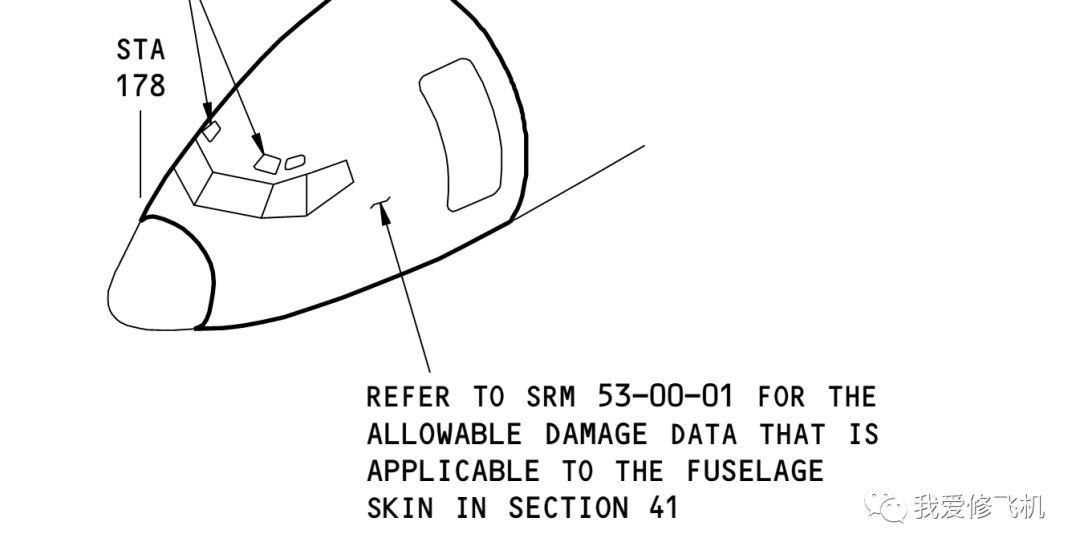 STA
178
REFER TO SRM 53-00-01 FOR THE
ALLOWABLE DAMAGE DATA THAT IS
APPLICABLE TO THE FUSELAGE
SKIN IN SECTION 41
我爱修飞机